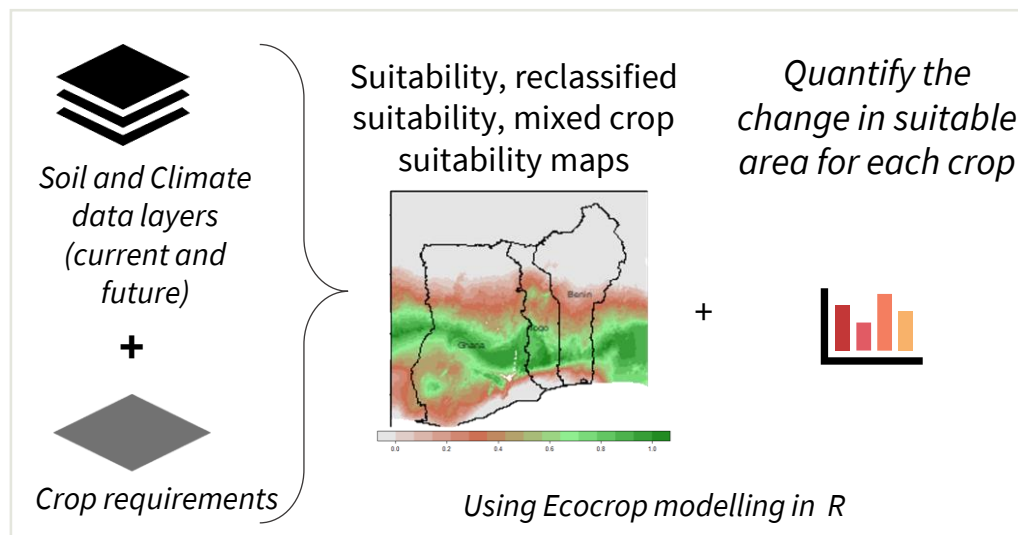 Soil and Climate
data layers
(current and
future)
+
Crop requirements
Suitability, reclassified
suitability, mixed crop
suitability maps
Benin
Ghana
0.0 0.2 0.4 0.6 0.8 1.0
+
Quantify the
change in suitable
area for each crop
Using Ecocrop modelling in R